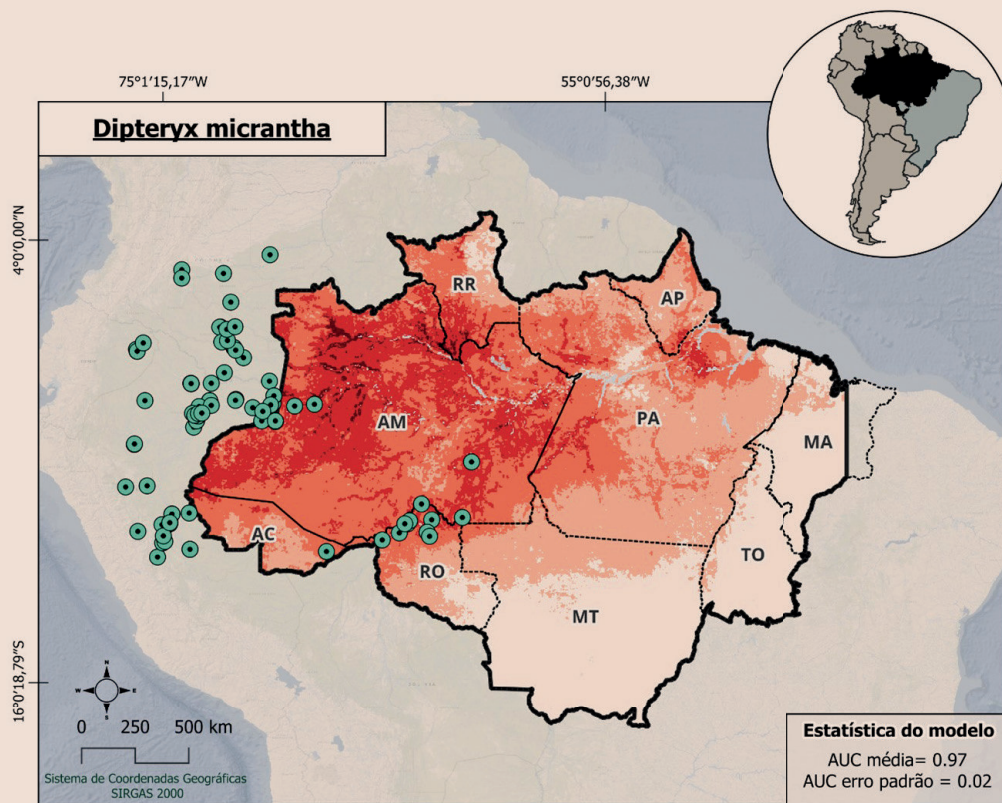 75°1'15,17"W
55°0'56,38"W
Dipteryx micrantha
4°0'0,00"N
RR
AP
AM
PA
MA
AC
TO
RO
MT
16°0'18,79"S
N
W
E
S
0 250 500 km
Sistema de Coordenadas Geográficas
SIRGAS 2000
Estatística do modelo
AUC média= 0.97
AUC erro padrão = 0.02